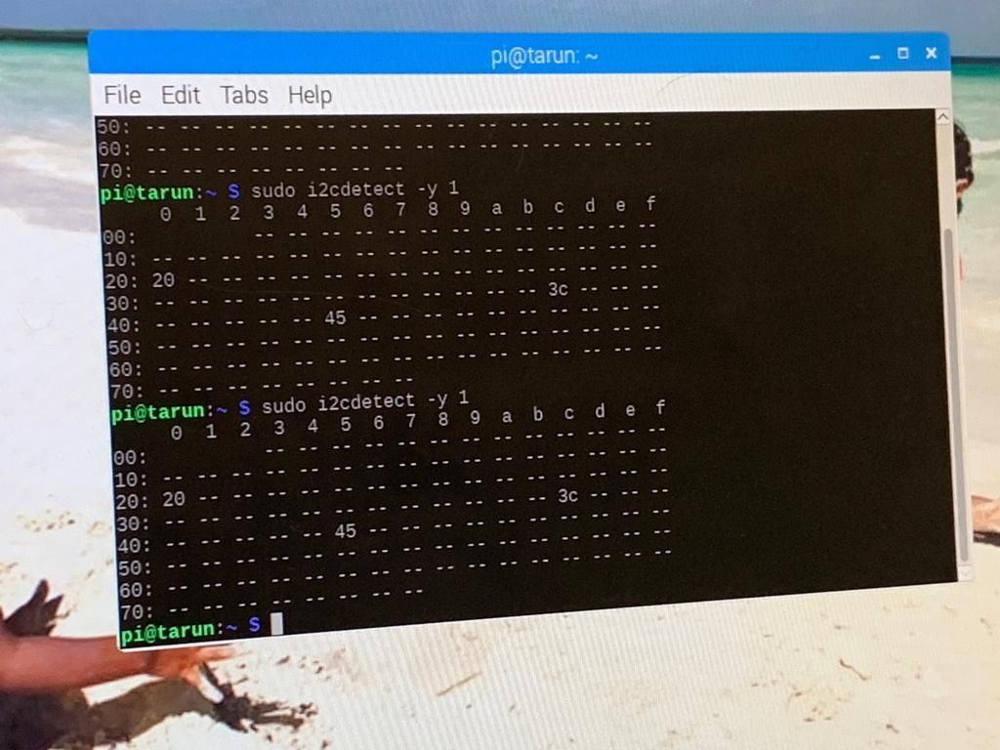 pi@tarun: ~
File Edit Tabs Help
50: -- -- -- -- -- -- -- -- -- -- -- -- -- -- -- --
60: -- -- -- -- -- -- -- -- -- -- -- -- -- -- -- --
70: -- -- -- -- -- -- -- --
pi@tarun:~ $ sudo i2cdetect -y 1
     0  1  2  3  4  5  6  7  8  9  a  b  c  d  e  f
00:          -- -- -- -- -- -- -- -- -- -- -- -- --
10: -- -- -- -- -- -- -- -- -- -- -- -- -- -- -- --
20: 20 -- -- -- -- -- -- -- -- -- -- -- -- -- -- --
30: -- -- -- -- -- -- -- -- -- -- -- -- 3c -- -- --
40: -- -- -- -- -- 45 -- -- -- -- -- -- -- -- -- --
50: -- -- -- -- -- -- -- -- -- -- -- -- -- -- -- --
60: -- -- -- -- -- -- -- -- -- -- -- -- -- -- -- --
70: -- -- -- -- -- -- -- --
pi@tarun:~ $ sudo i2cdetect -y 1
     0  1  2  3  4  5  6  7  8  9  a  b  c  d  e  f
00:          -- -- -- -- -- -- -- -- -- -- -- -- --
10: -- -- -- -- -- -- -- -- -- -- -- -- -- -- -- --
20: 20 -- -- -- -- -- -- -- -- -- -- -- -- -- -- --
30: -- -- -- -- -- -- -- -- -- -- -- -- 3c -- -- --
40: -- -- -- -- -- 45 -- -- -- -- -- -- -- -- -- --
50: -- -- -- -- -- -- -- -- -- -- -- -- -- -- -- --
60: -- -- -- -- -- -- -- -- -- -- -- -- -- -- -- --
70: -- -- -- -- -- -- -- --
pi@tarun:~ $